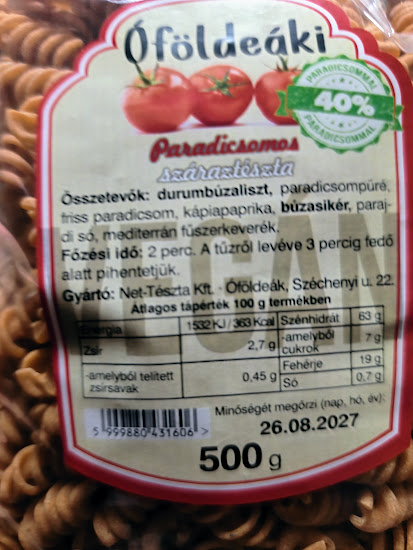 Óföldeáki
PARADICSOMMAL
40%
PARADICSOMMAL
Paradicsomos
száraztészta
Összetevők: durumbúzaliszt, paradicsompüré,
friss paradicsom, kápiapaprika, búzasikér, paraj-
di só, mediterrán fűszerkeverék.
Főzési idő: 2 perc. A tűzről levéve 3 percig fedő
alatt pihentetjük.
VEGAN
Gyártó: Net-Tészta Kft. · Óföldeák, Széchenyi u. 22.
Átlagos tápérték 100 g termékben
Energia 1532 KJ / 363 Kcal
Zsír 2,7 g
-amelyből telített zsírsavak 0,45 g
Szénhidrát 63 g
-amelyből cukrok 7 g
Fehérje 19 g
Só 0,7 g
5 999880 431606 >
Minőségét megőrzi (nap, hó, év):
26.08.2027
500 g